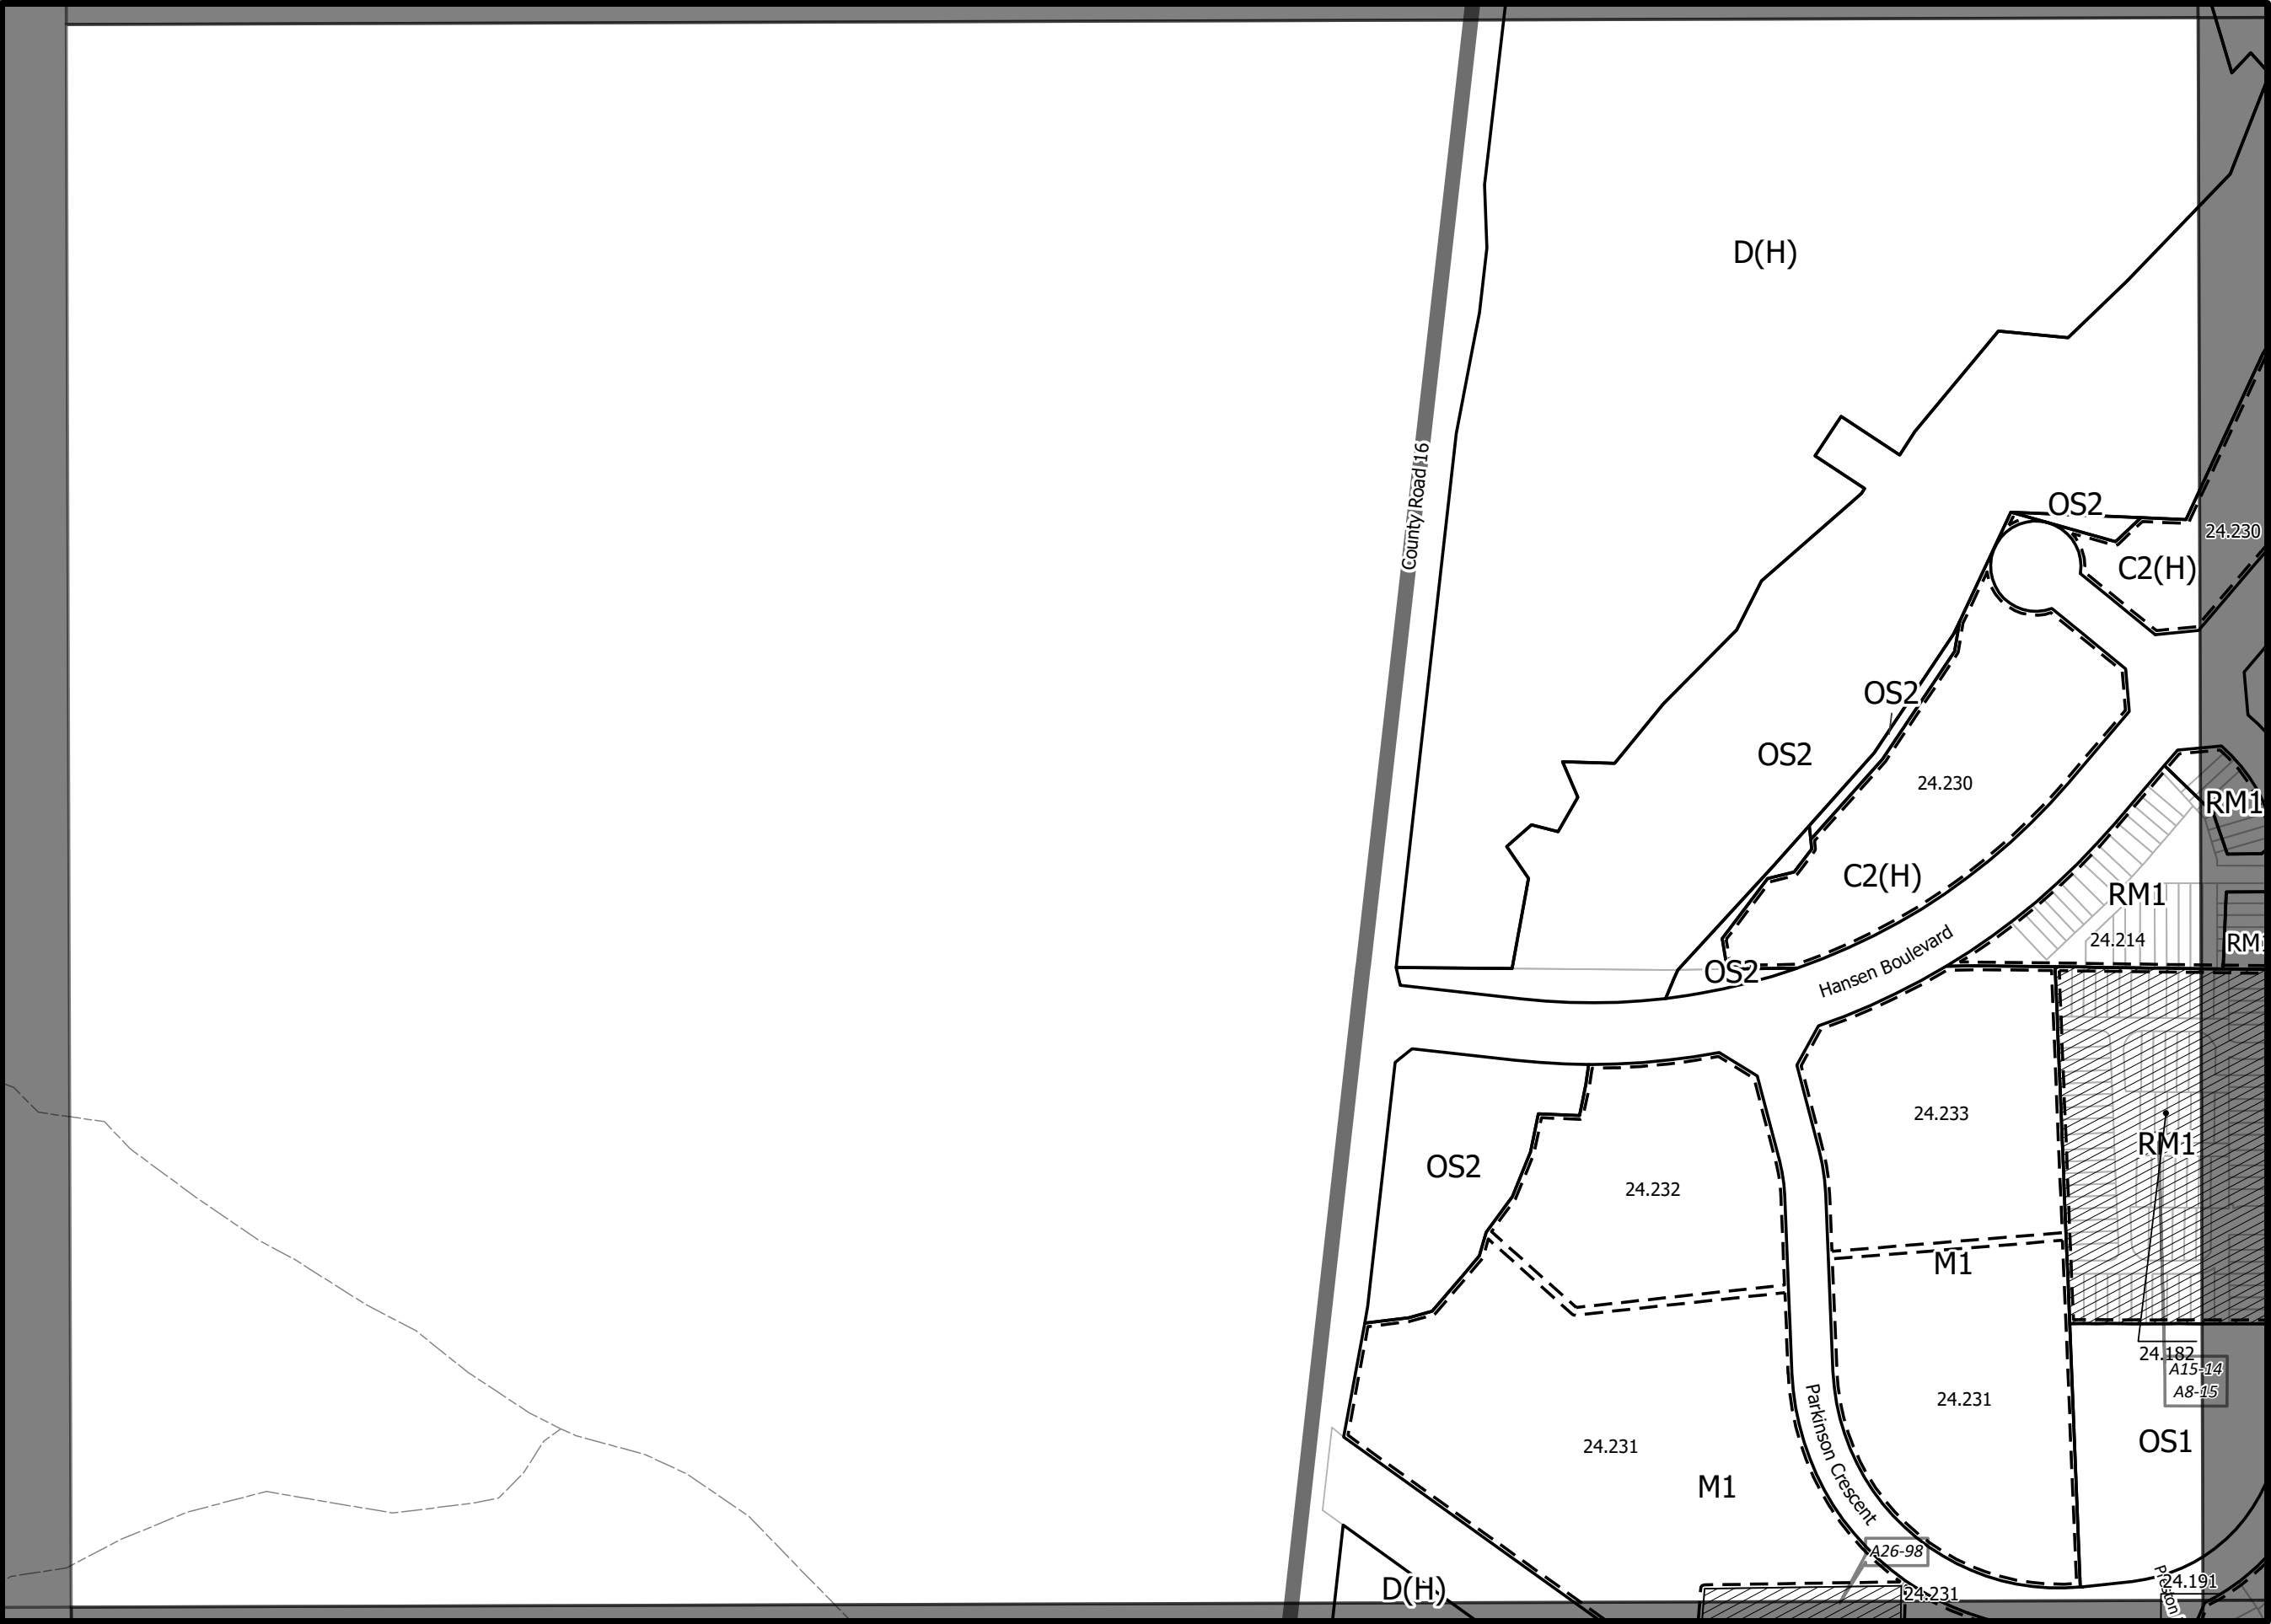 D(H)
County Road 16
OS2
24.230
C2(H)
OS2
OS2
24.230
RM1
C2(H)
RM1
24.214
RM
OS2
Hansen Boulevard
24.233
RM1
OS2
24.232
M1
24.182
A15-14
A8-15
24.231
Parkinson Crescent
OS1
24.231
M1
A26-98
D(H)
24.231
24.191